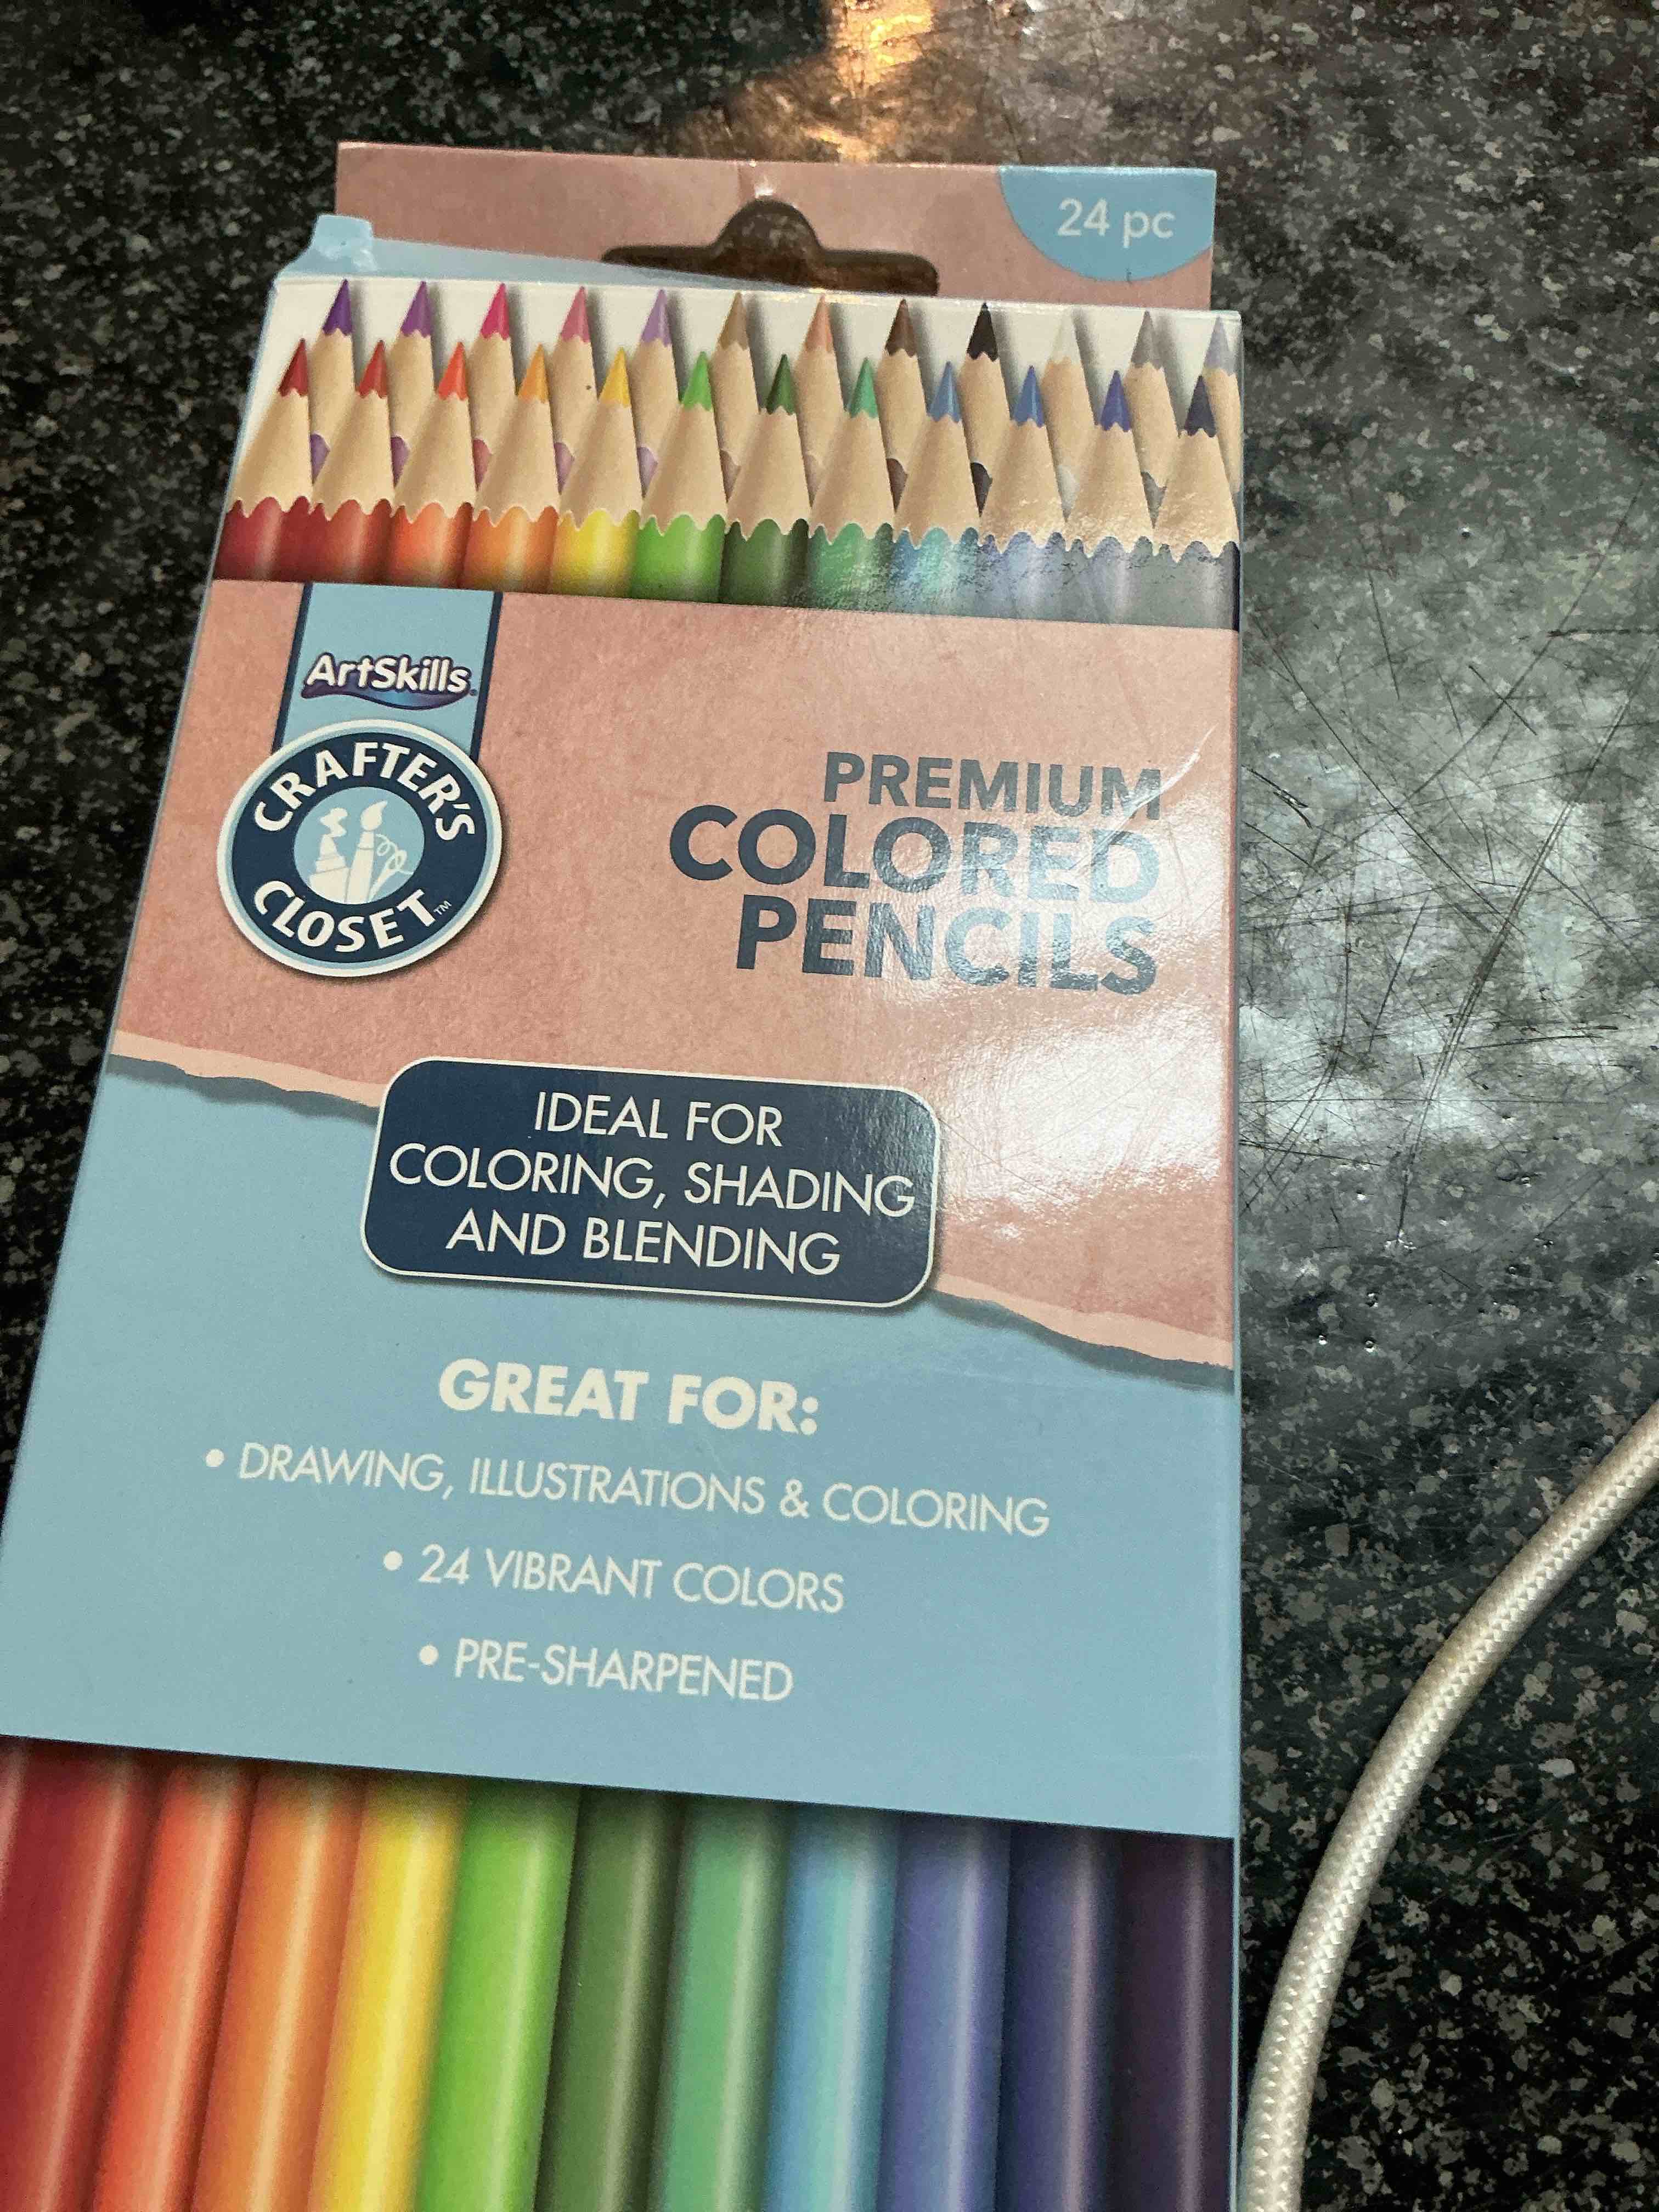 24 pc
ArtSkills®
CRAFTER'S
CLOSET™
PREMIUM
COLORED
PENCILS
IDEAL FOR
COLORING, SHADING
AND BLENDING
GREAT FOR:
• DRAWING, ILLUSTRATIONS & COLORING
• 24 VIBRANT COLORS
• PRE-SHARPENED